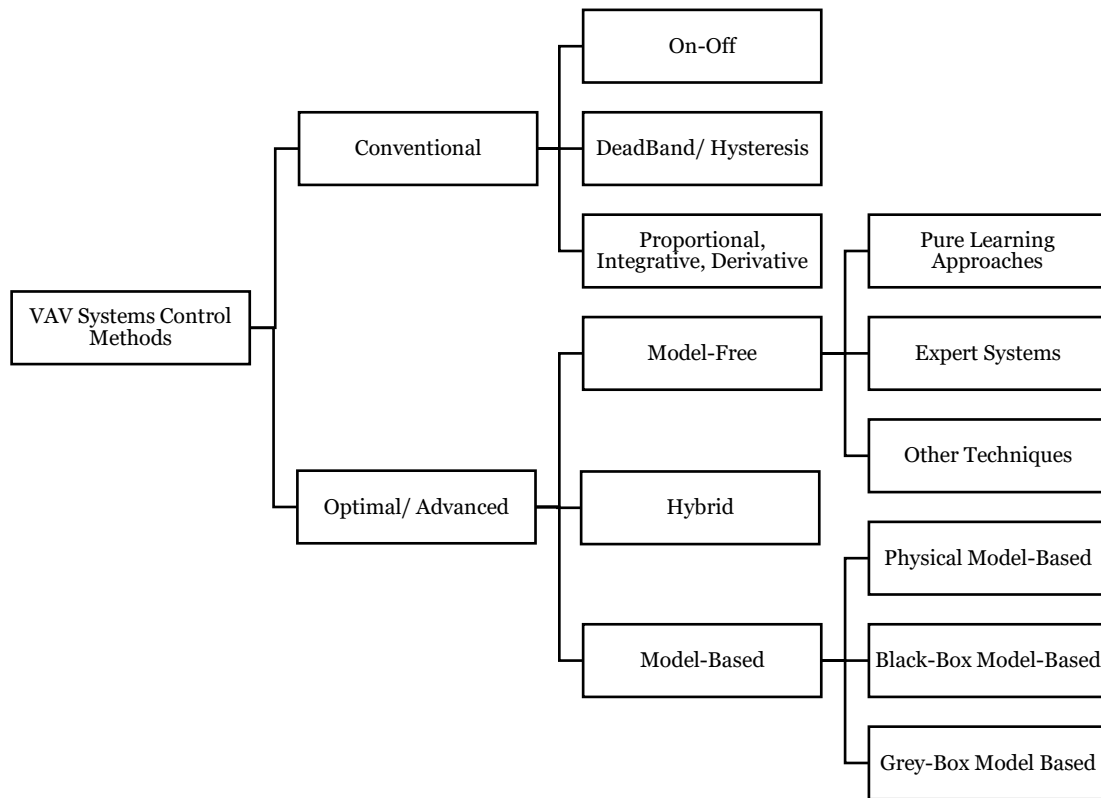 On-Off
Conventional
DeadBand/ Hysteresis
Proportional,
Integrative, Derivative
Pure Learning
Approaches
VAV Systems Control
Methods
Model-Free
Expert Systems
Other Techniques
Optimal/ Advanced
Hybrid
Physical Model-Based
Model-Based
Black-Box Model-Based
Grey-Box Model Based